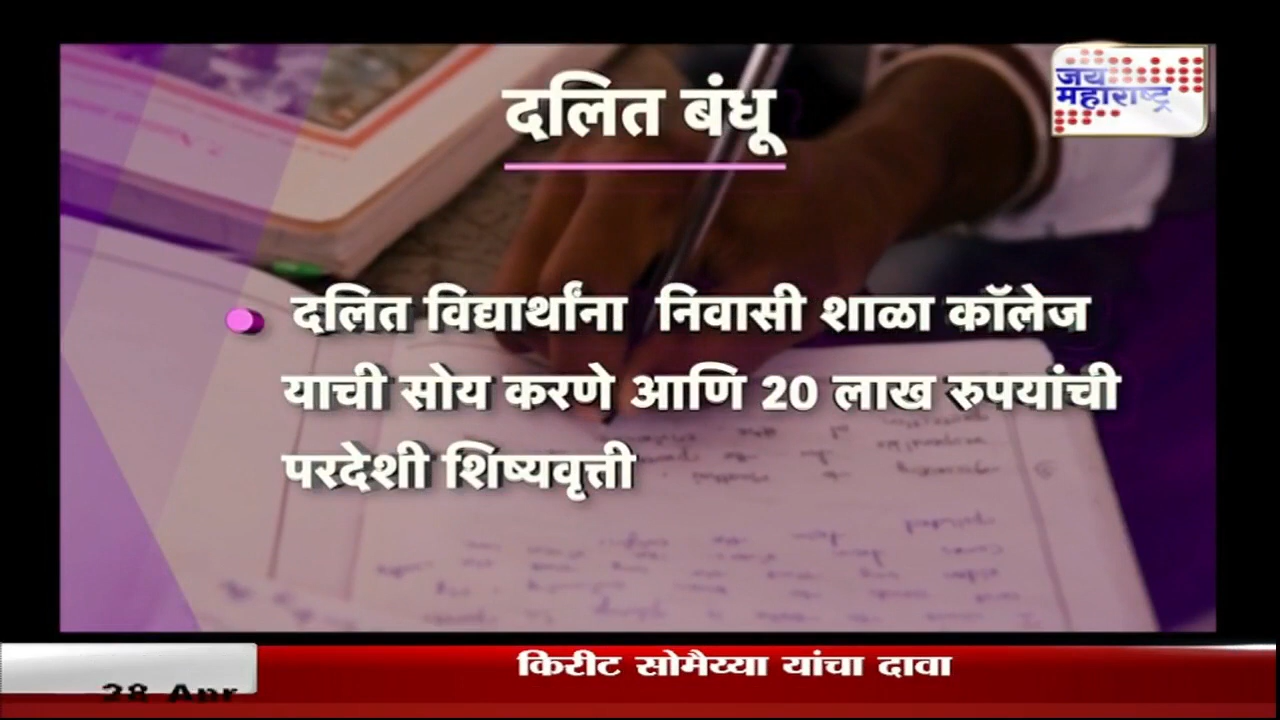 दलित बंधू
जय
महाराष्ट्र
दलित विद्यार्थांना निवासी शाळा कॉलेज
याची सोय करणे आणि 20 लाख रुपयांची
परदेशी शिष्यवृत्ती
किरीट सोमैय्या यांचा दावा
28 Apr